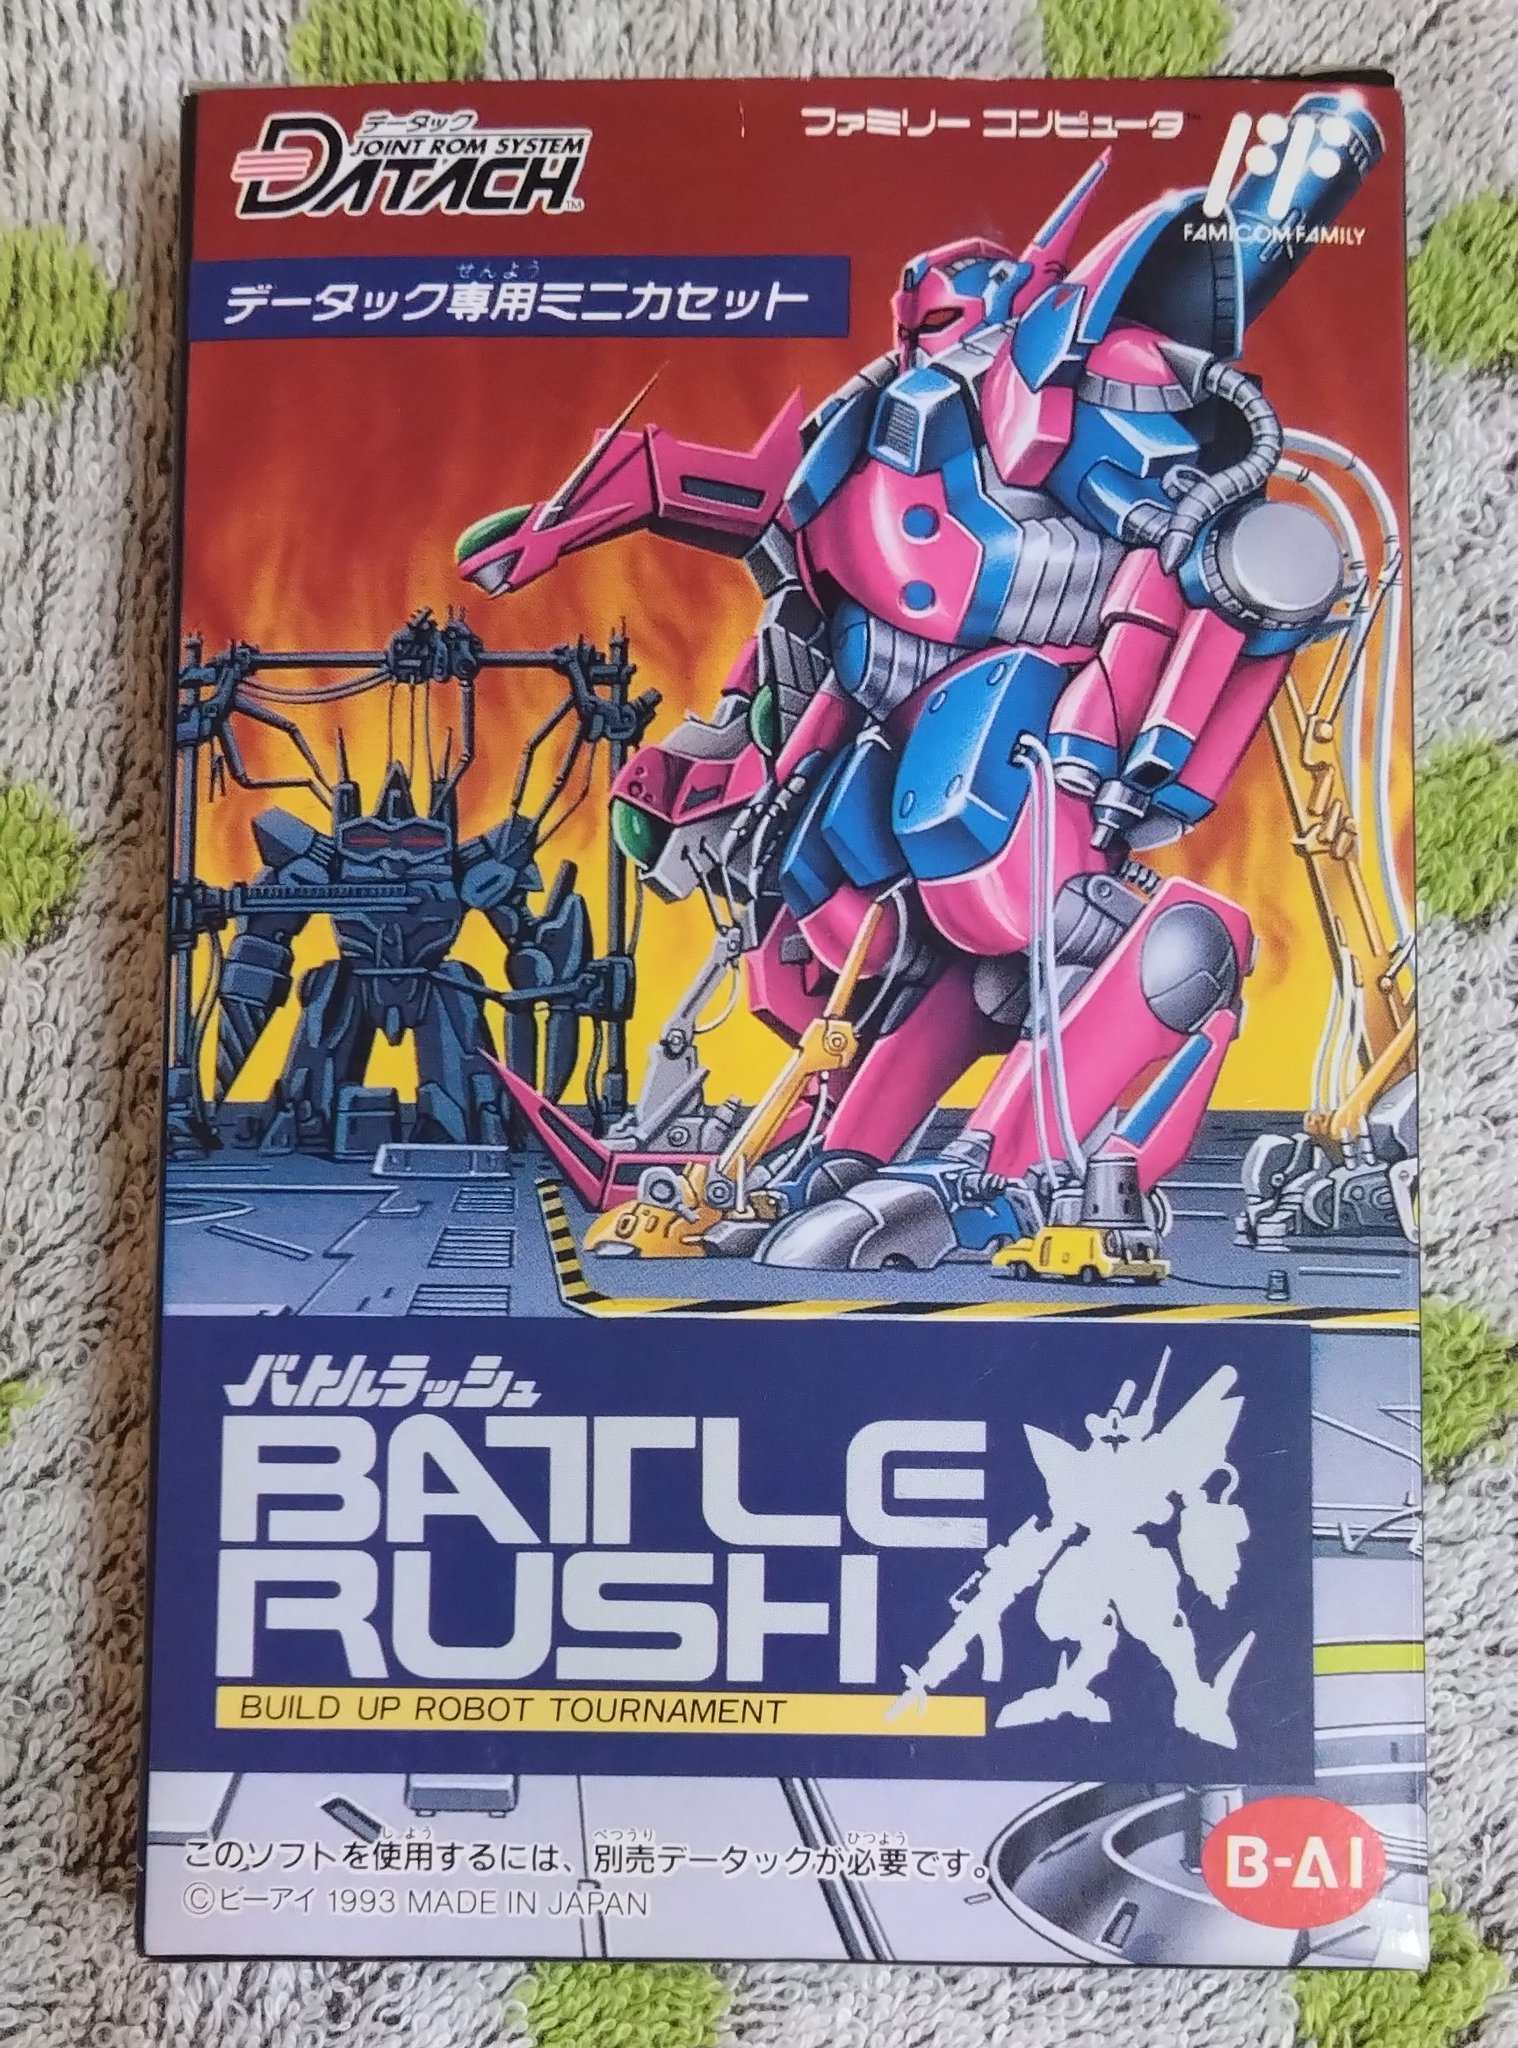 データック
JOINT ROM SYSTEM
DATACH™
ファミリー コンピュータ™
FF
FAMICOM FAMILY
せんよう
データック専用ミニカセット
バトルラッシュ
BATTLE
RUSH
BUILD UP ROBOT TOURNAMENT
しよう べつうり ひつよう
このソフトを使用するには、別売データックが必要です。
©ビーアイ 1993 MADE IN JAPAN
B-AI